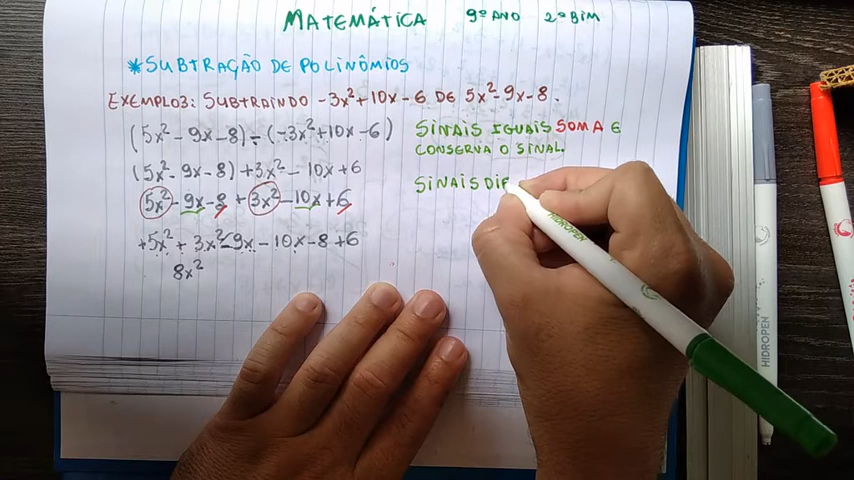 MATEMÁTICA 9º ANO 2º BIM
*SUBTRAÇÃO DE POLINÔMIOS
EXEMPLO3: SUBTRAINDO -3x²+10x-6 DE 5x²-9x-8.
(5x²-9x-8)-(-3x²+10x-6)
(5x²-9x-8)+3x²-10x+6
5x²-9x-8+3x²-10x+6
+5x²+3x²-9x-10x-8+6
8x²
SINAIS IGUAIS SOMA E
CONSERVA O SINAL.
SINAIS DIF
HIDROPEN
HIDROPEN